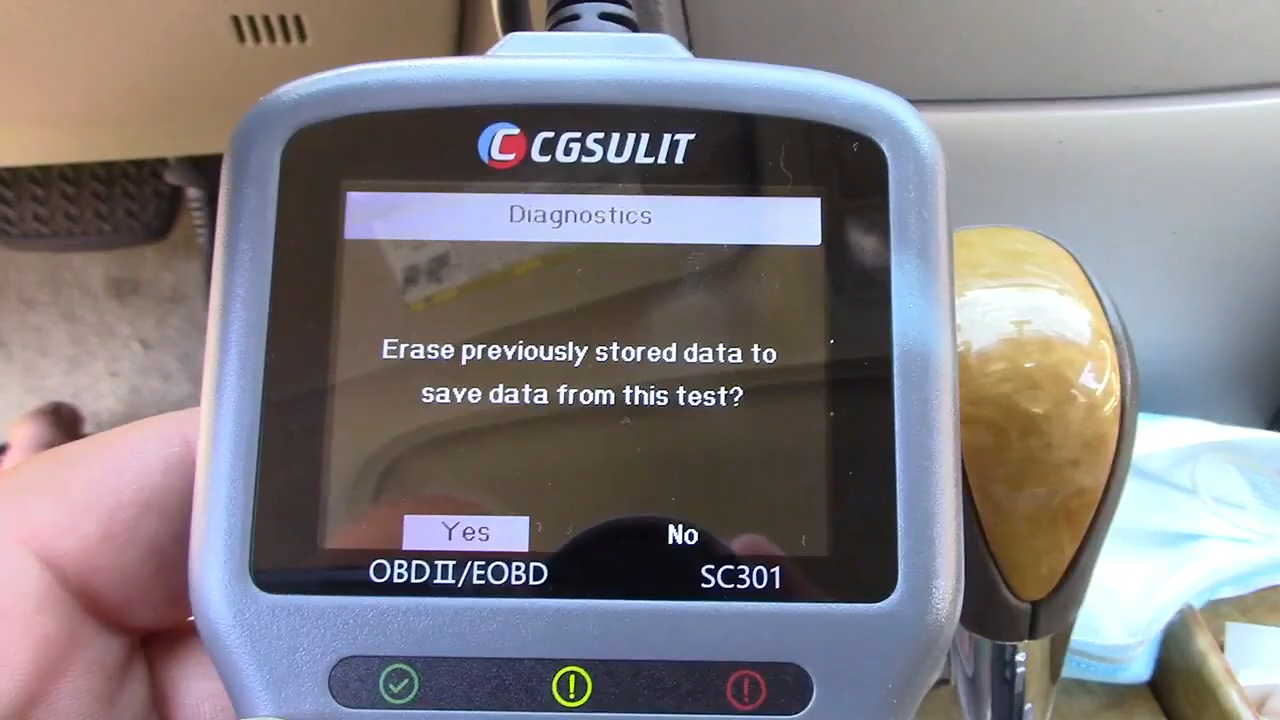 CGSULIT
Diagnostics
Erase previously stored data to
save data from this test?
Yes No
OBDII/EOBD SC301